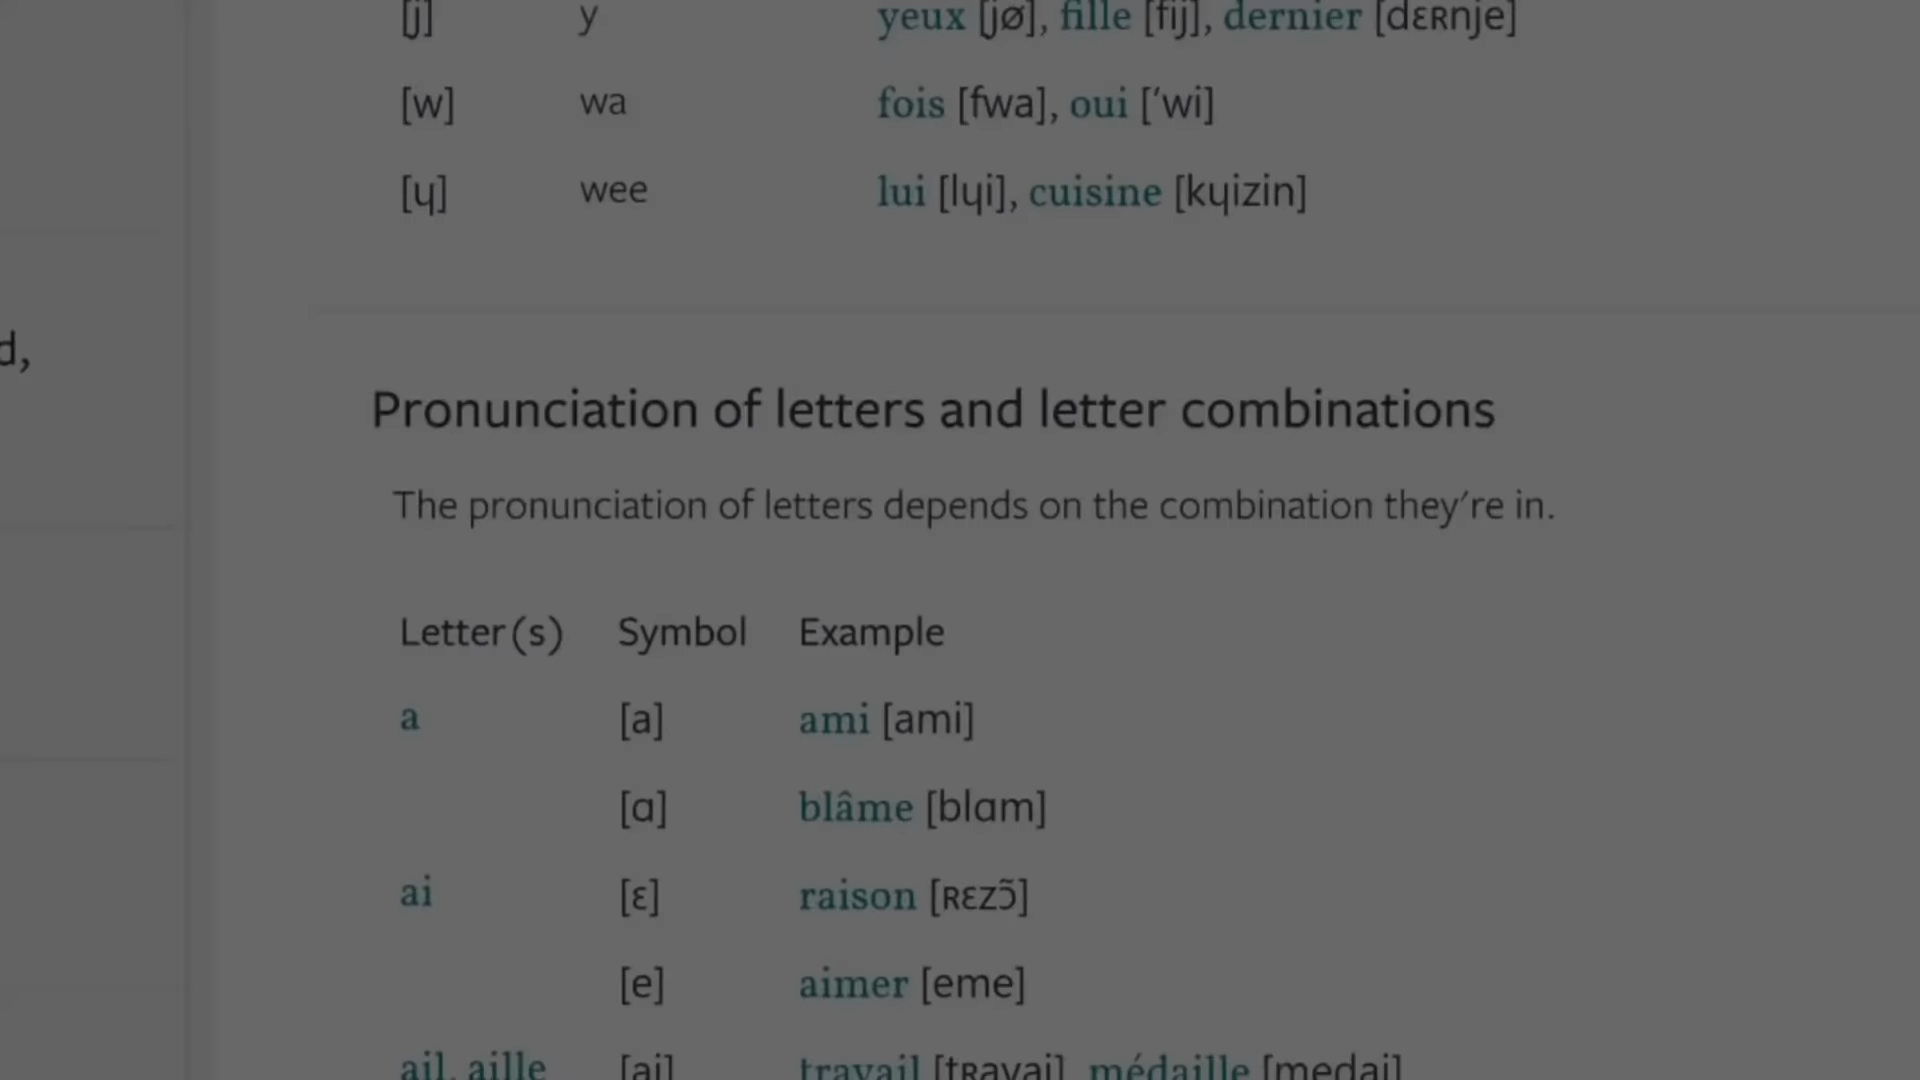 [j] y yeux [jø], fille [fij], dernier [dɛʀnje]
[w] wa fois [fwa], oui [ʹwi]
[ɥ] wee lui [lɥi], cuisine [kɥizin]
d,
Pronunciation of letters and letter combinations
The pronunciation of letters depends on the combination they′re in.
Letter(s) Symbol Example
a [a] ami [ami]
[ɑ] blâme [blɑm]
ai [ɛ] raison [ʀɛzɔ̃]
[e] aimer [eme]
ail, aille [aj] travail [tʀavaj], médaille [medaj]